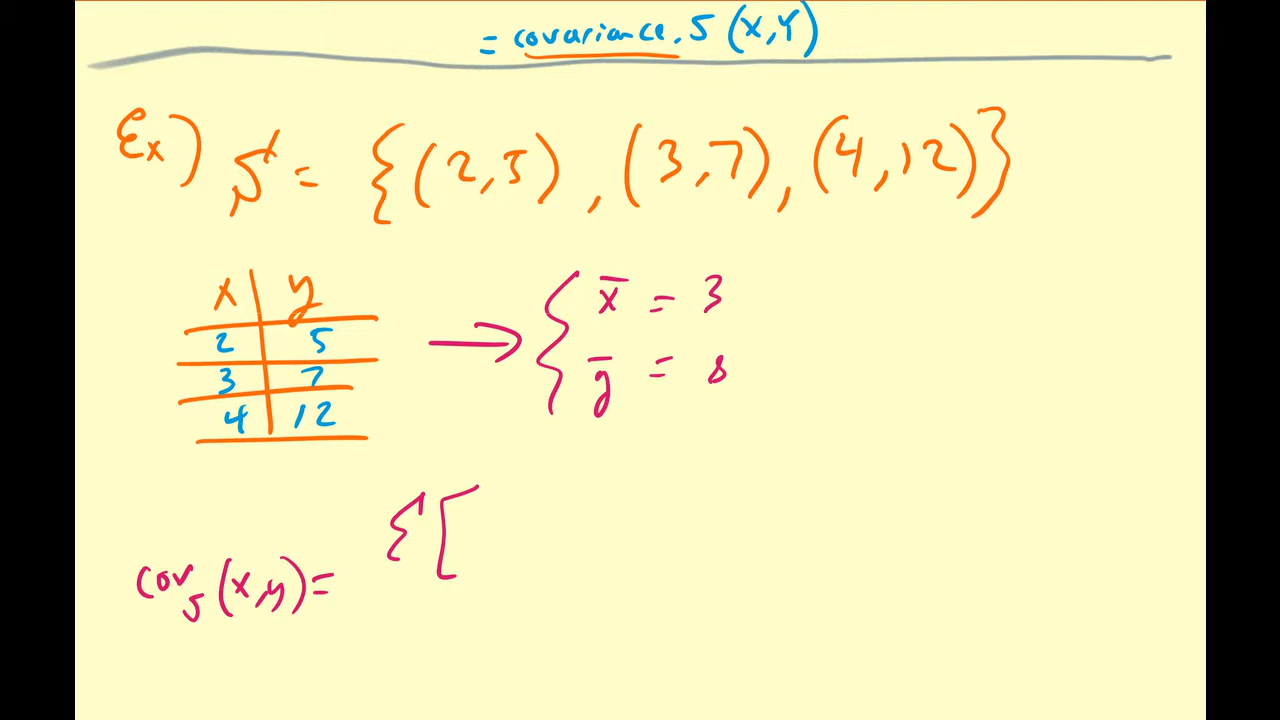 = covariance.S (X,Y)
Ex) S = {(2,5), (3,7), (4,12)}
x y
2 5
3 7
4 12
→ { x̄ = 3
ȳ = 8
cov_S (x,y) = Σ [